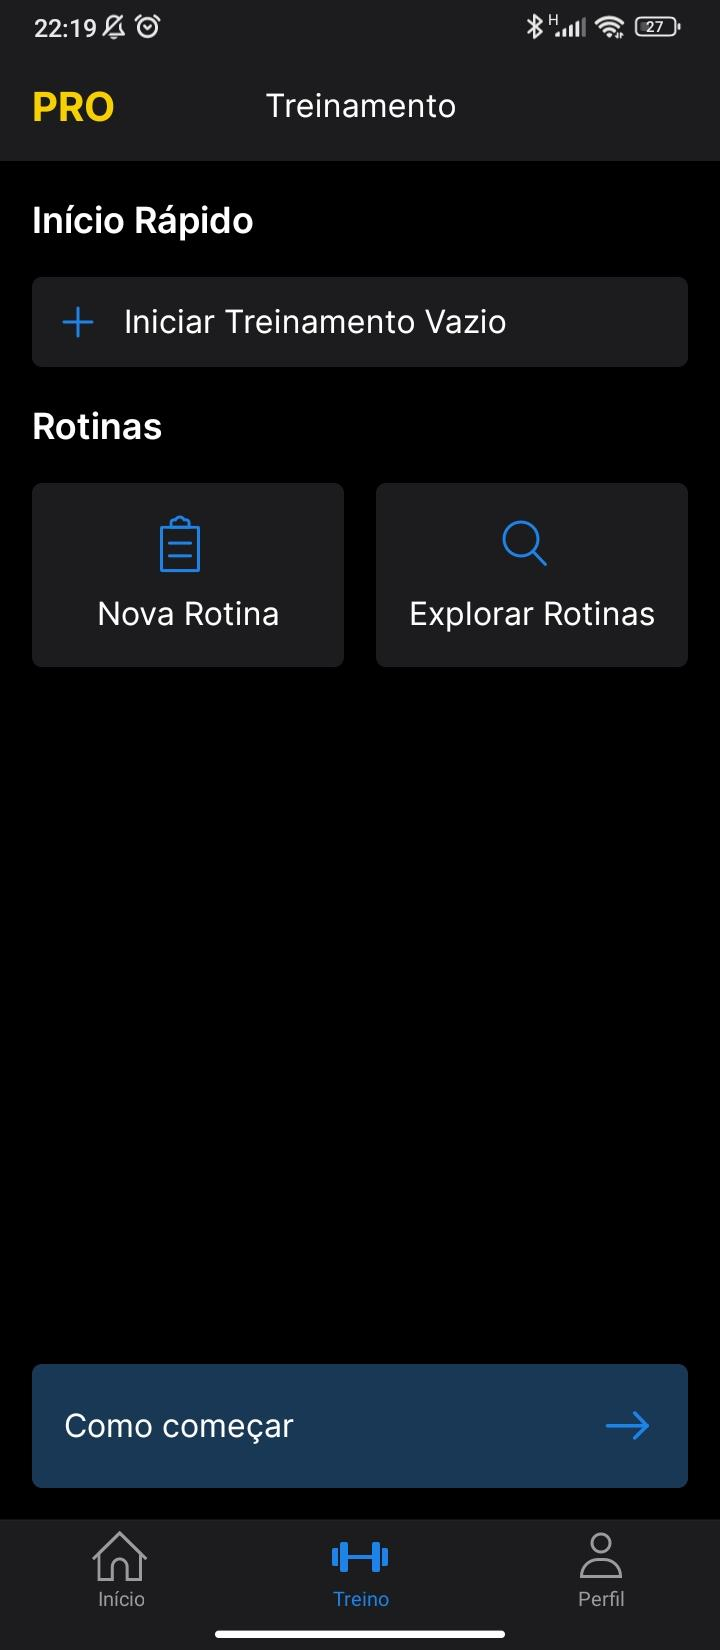 22:19
H
27
PRO
Treinamento
Início Rápido
Iniciar Treinamento Vazio
Rotinas
Nova Rotina
Explorar Rotinas
Como começar
Início
Treino
Perfil